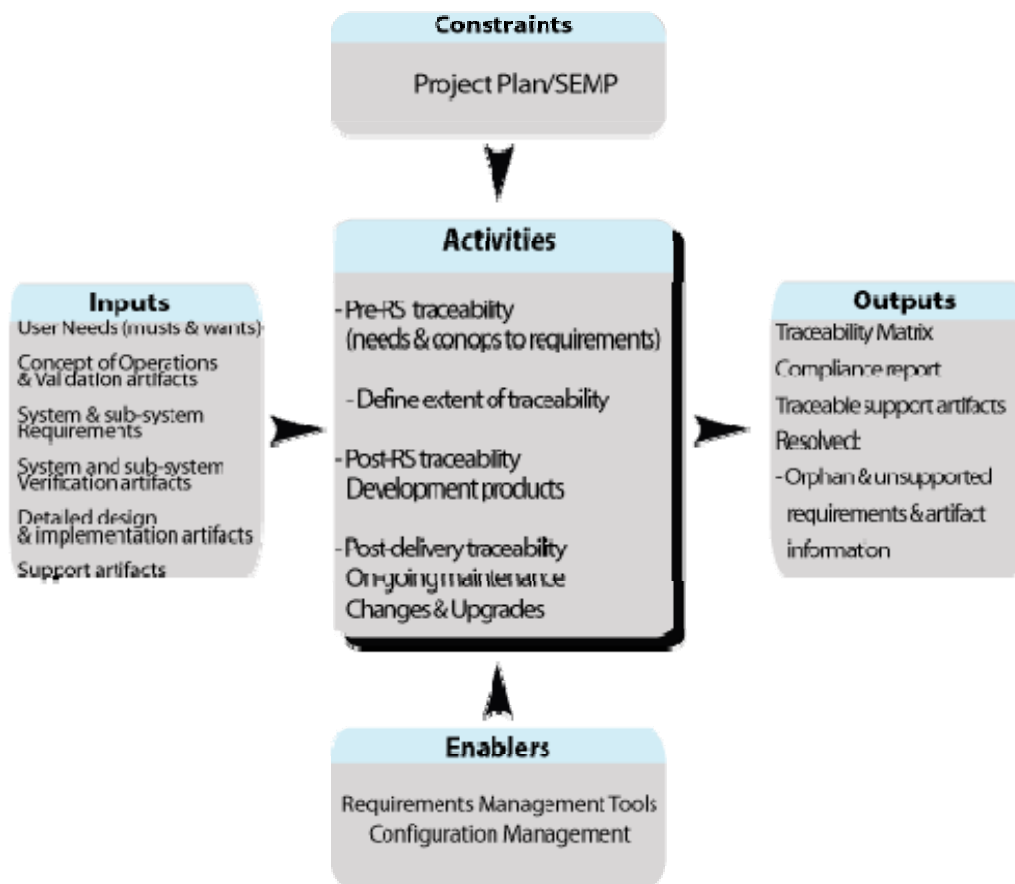 Constraints
Project Plan/SEMP
Inputs
User Needs (musts & wants)
Concept of Operations
& Validation artifacts
System & sub-system
Requirements
System and sub-system
Verification artifacts
Detailed design
& implementation artifacts
Support artifacts
Activities
- Pre-RS traceability
(needs & conops to requirements)
- Define extent of traceability
- Post-RS traceability
Development products
- Post-delivery traceability
On-going maintenance
Changes & Upgrades
Outputs
Traceability Matrix
Compliance report
Traceable support artifacts
Resolved:
- Orphan & unsupported
requirements & artifact
information
Enablers
Requirements Management Tools
Configuration Management